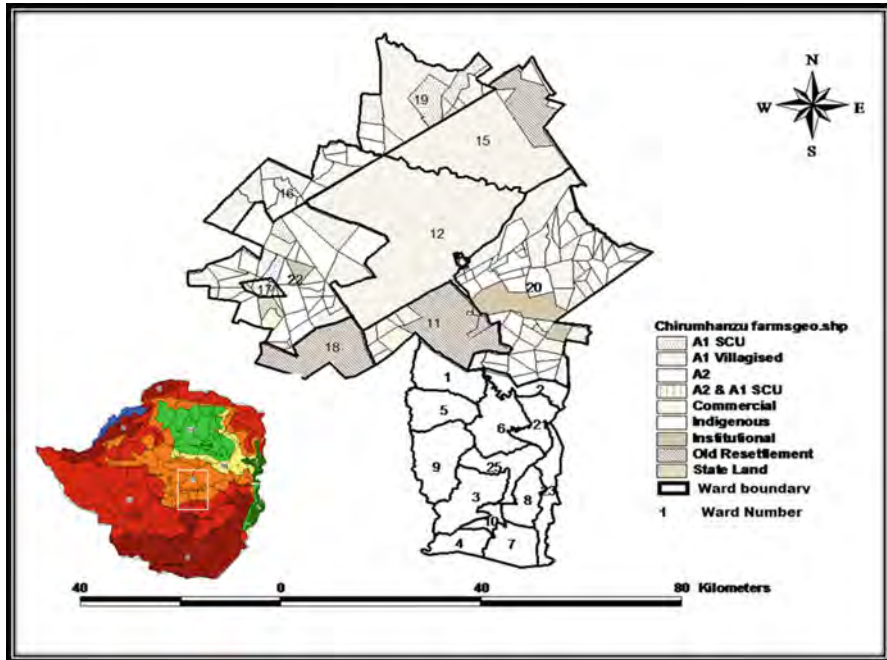 N
W E
S
19
15
16
12
22
17
20
11
18
1
2
5
21
6
9
25
23
3
8
10
4
7
Chirumhanzu farmsgeo.shp
A1 SCU
A1 Villagised
A2
A2 & A1 SCU
Commercial
Indigenous
Institutional
Old Resettlement
State Land
Ward boundary
1 Ward Number
40 0 40 80 Kilometers